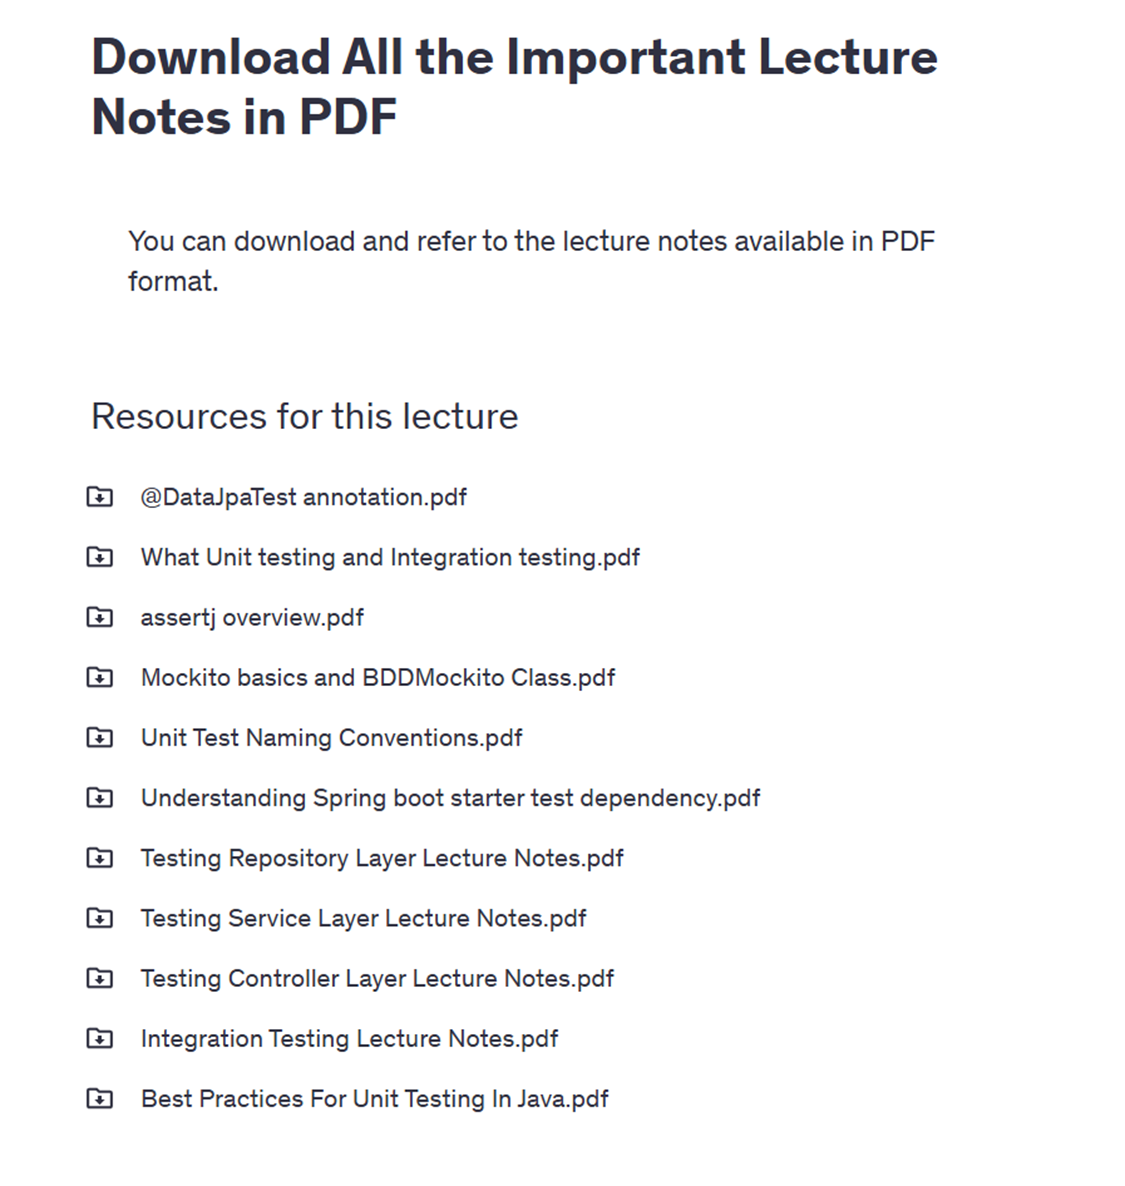 Download All the Important Lecture
Notes in PDF
You can download and refer to the lecture notes available in PDF
format.
Resources for this lecture
@DataJpaTest annotation.pdf
What Unit testing and Integration testing.pdf
assertj overview.pdf
Mockito basics and BDDMockito Class.pdf
Unit Test Naming Conventions.pdf
Understanding Spring boot starter test dependency.pdf
Testing Repository Layer Lecture Notes.pdf
Testing Service Layer Lecture Notes.pdf
Testing Controller Layer Lecture Notes.pdf
Integration Testing Lecture Notes.pdf
Best Practices For Unit Testing In Java.pdf